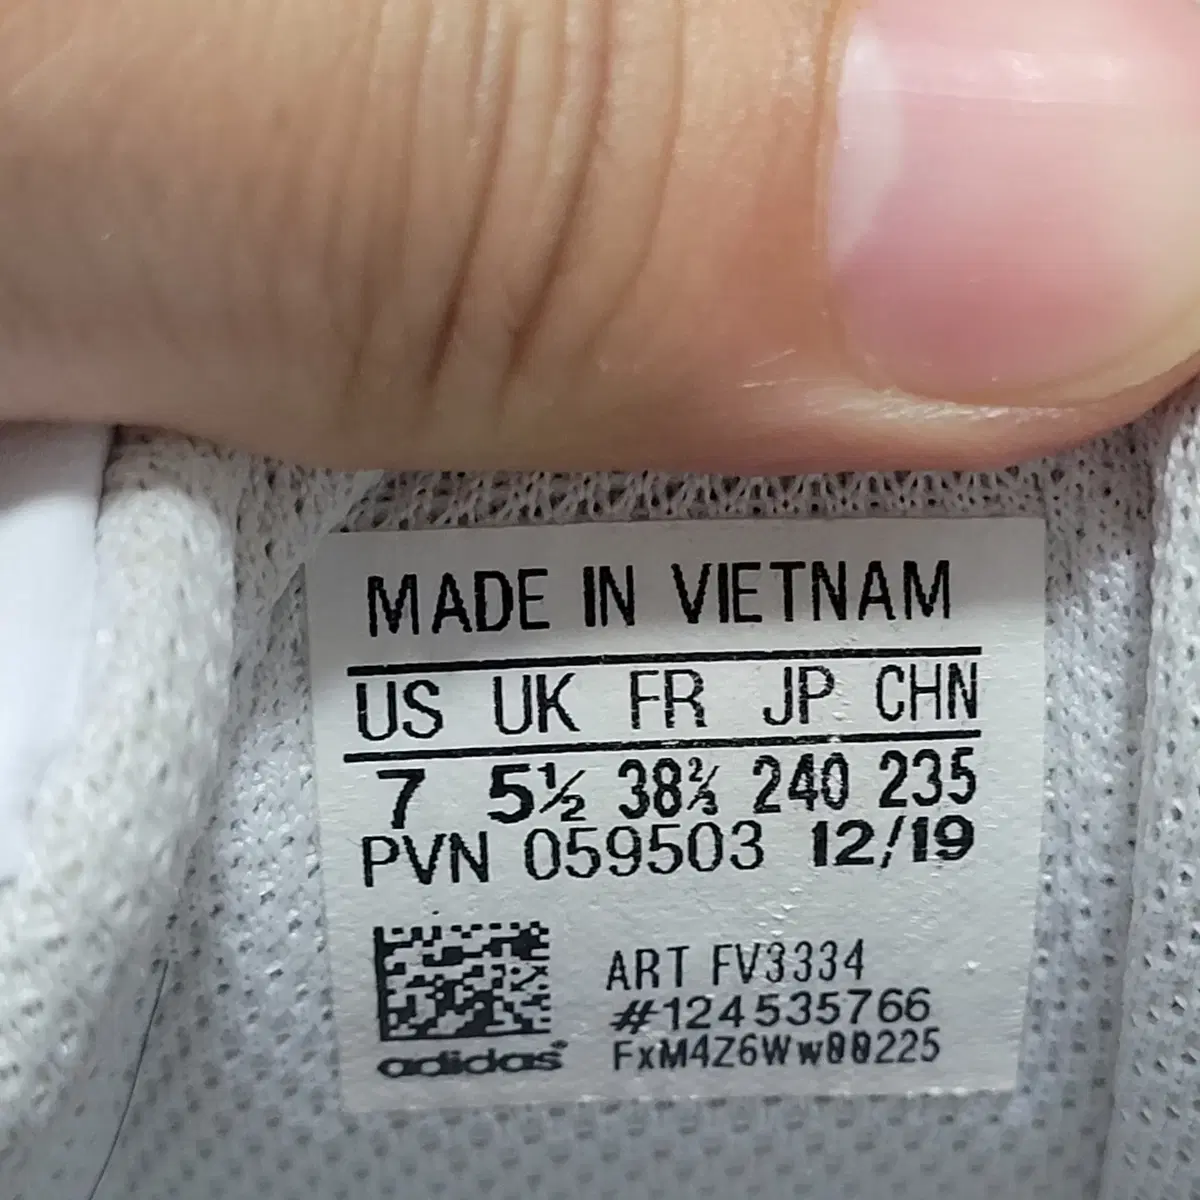 MADE IN VIETNAM
US UK FR JP CHN
7 5½ 38⅔ 240 235
PVN 059503 12/19
ART FV3334
#124535766
FxM4Z6Ww00225
adidas